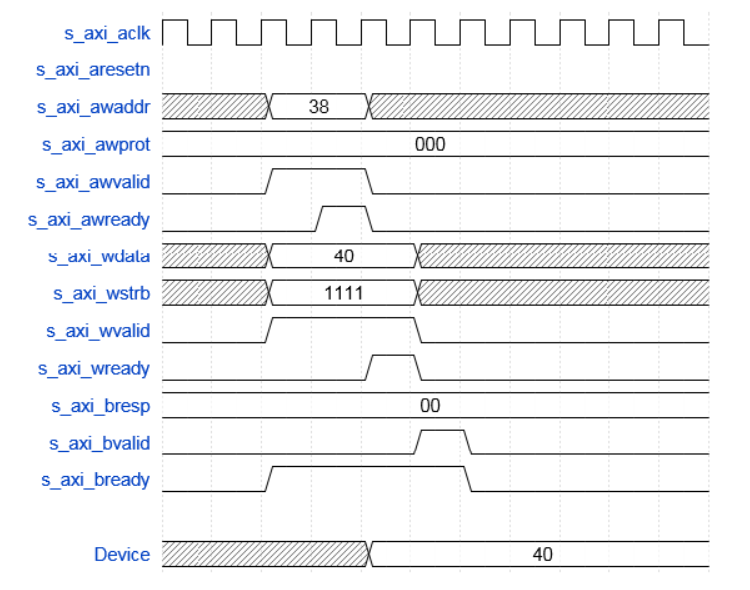 s_axi_aclk
s_axi_aresetn
s_axi_awaddr 38
s_axi_awprot 000
s_axi_awvalid
s_axi_awready
s_axi_wdata 40
s_axi_wstrb 1111
s_axi_wvalid
s_axi_wready
s_axi_bresp 00
s_axi_bvalid
s_axi_bready
Device 40